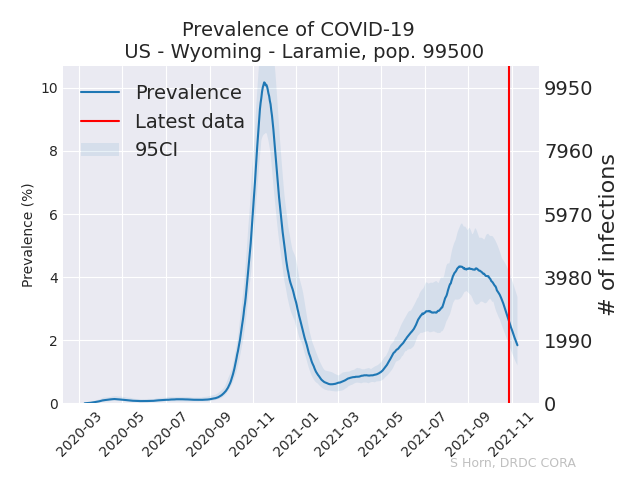 Prevalence of COVID-19
US - Wyoming - Laramie, pop. 99500
Prevalence
Latest data
95CI
Prevalence (%)
10
8
6
4
2
0
9950
7960
5970
3980
1990
0
# of infections
2020-03
2020-05
2020-07
2020-09
2020-11
2021-01
2021-03
2021-05
2021-07
2021-09
2021-11
S Horn, DRDC CORA